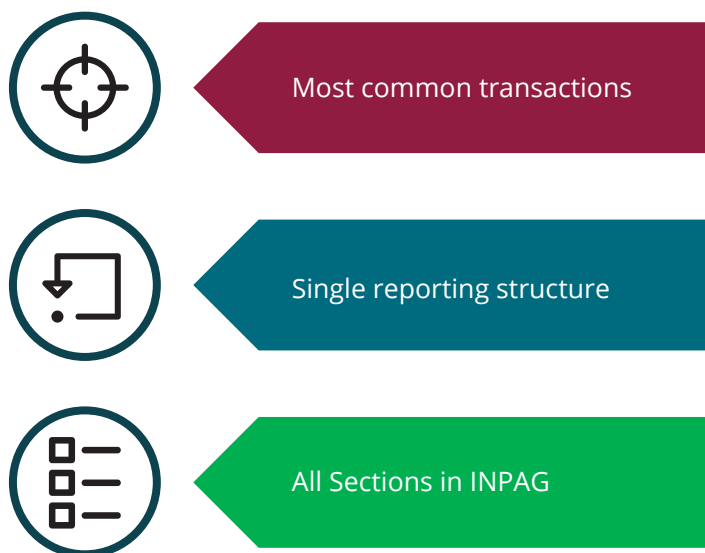 Most common transactions
Single reporting structure
All Sections in INPAG